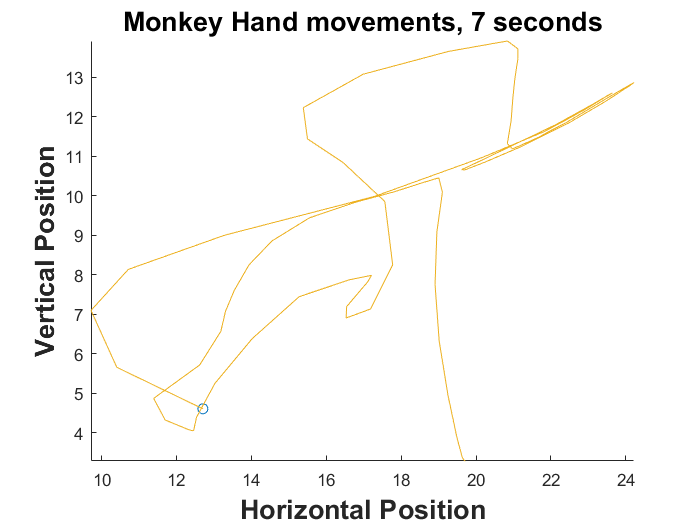 Monkey Hand movements, 7 seconds
13
12
11
10
9
8
7
6
5
4
Vertical Position
10 12 14 16 18 20 22 24
Horizontal Position